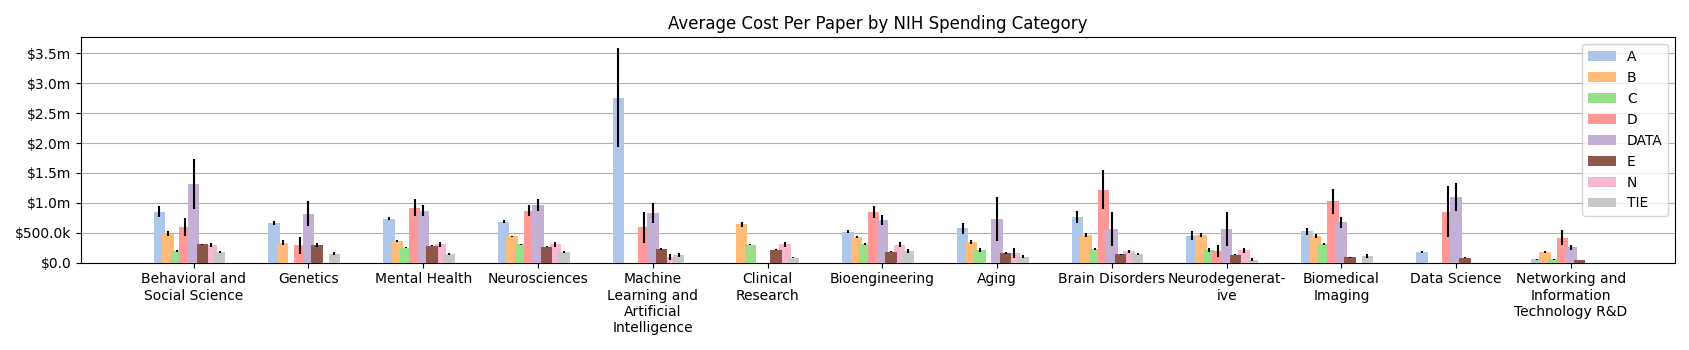 Average Cost Per Paper by NIH Spending Category
$3.5m
$3.0m
$2.5m
$2.0m
$1.5m
$1.0m
$500.0k
$0.0
A
B
C
D
DATA
E
N
TIE
Behavioral and
Social Science
Genetics
Mental Health
Neurosciences
Machine
Learning and
Artificial
Intelligence
Clinical
Research
Bioengineering
Aging
Brain Disorders
Neurodegenerat-
ive
Biomedical
Imaging
Data Science
Networking and
Information
Technology R&D